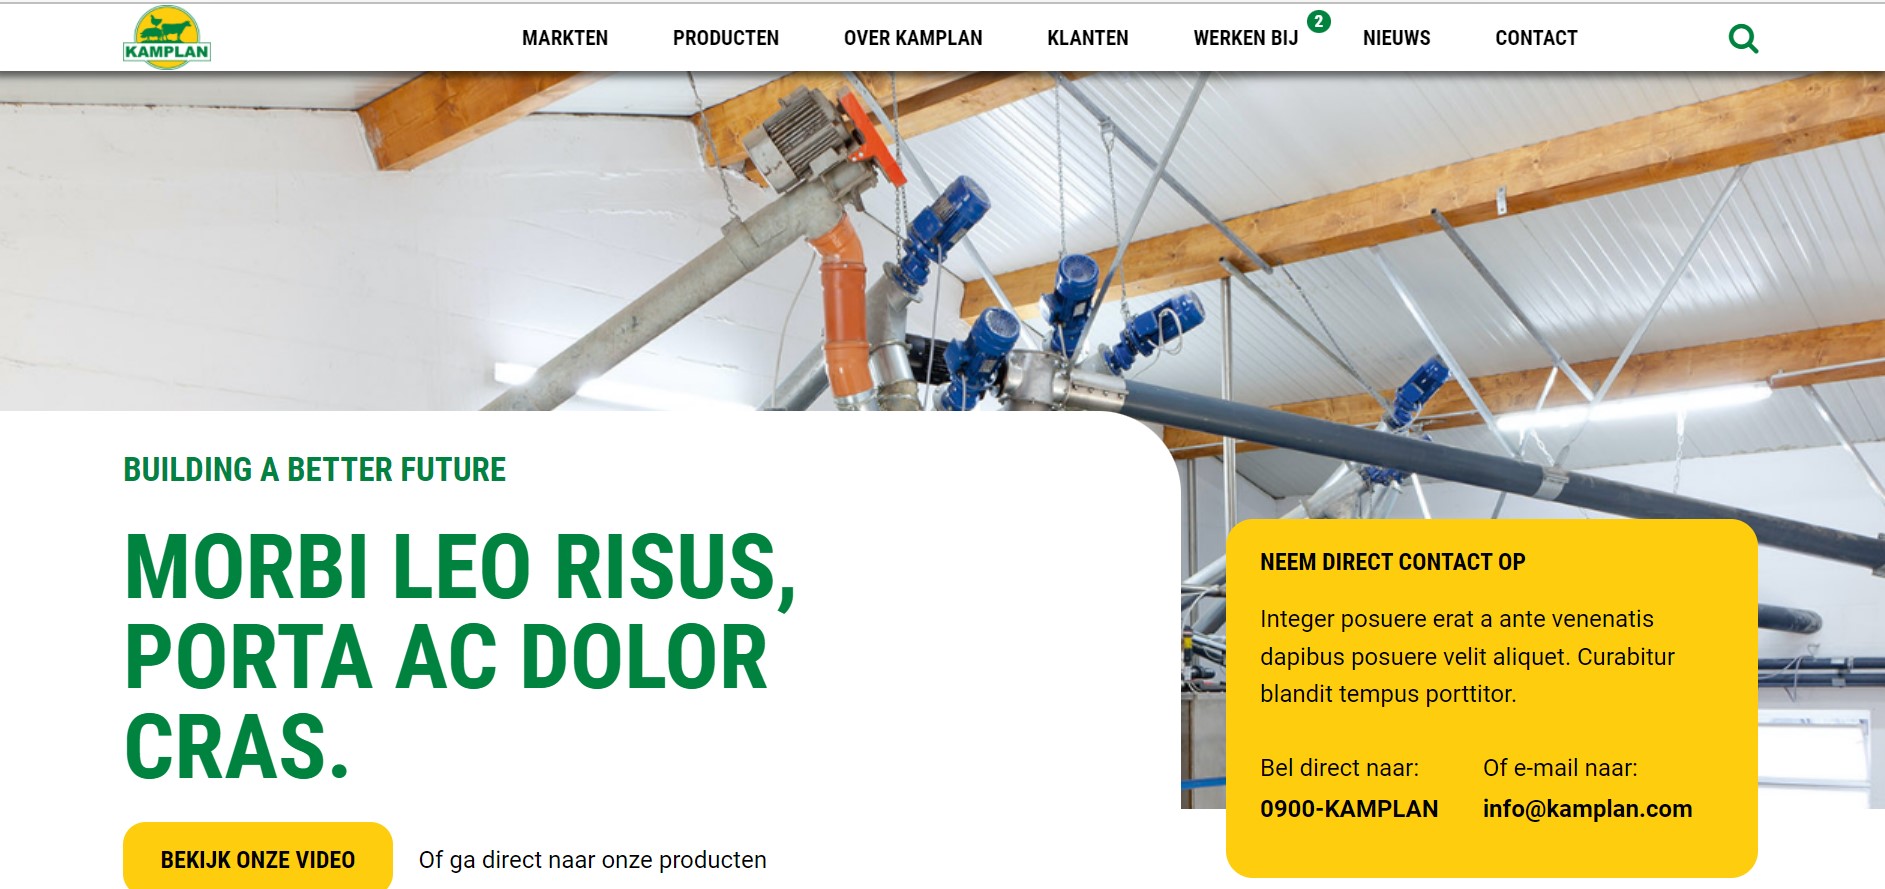 KAMPLAN
MARKTEN PRODUCTEN OVER KAMPLAN KLANTEN WERKEN BIJ 2 NIEUWS CONTACT
BUILDING A BETTER FUTURE
MORBI LEO RISUS,
PORTA AC DOLOR
CRAS.
BEKIJK ONZE VIDEO Of ga direct naar onze producten
NEEM DIRECT CONTACT OP
Integer posuere erat a ante venenatis
dapibus posuere velit aliquet. Curabitur
blandit tempus porttitor.
Bel direct naar: Of e-mail naar:
0900-KAMPLAN info@kamplan.com